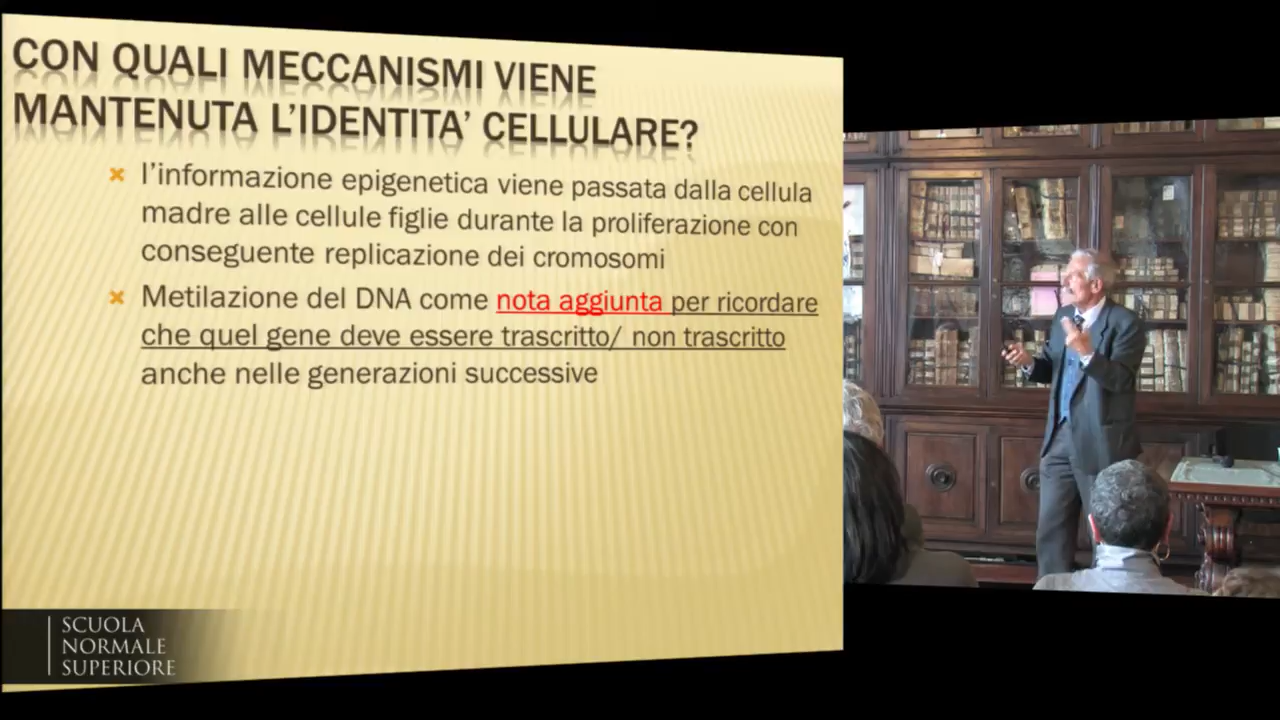 CON QUALI MECCANISMI VIENE
MANTENUTA L'IDENTITA' CELLULARE?
l'informazione epigenetica viene passata dalla cellula
madre alle cellule figlie durante la proliferazione con
conseguente replicazione dei cromosomi
Metilazione del DNA come nota aggiunta per ricordare
che quel gene deve essere trascritto/ non trascritto
anche nelle generazioni successive
SCUOLA
NORMALE
SUPERIORE